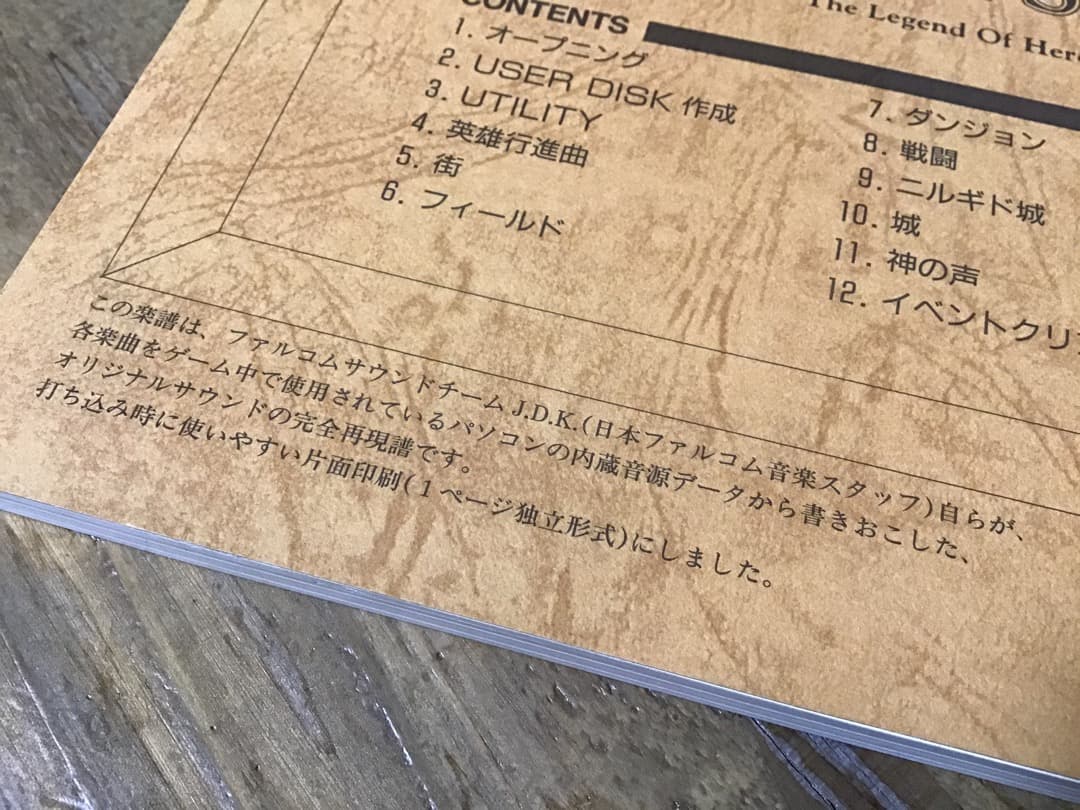 The Legend Of
CONTENTS
1. オープニング
2. USER DISK 作成
3. UTILITY
4. 英雄行進曲
5. 街
6. フィールド
7. ダンジョン
8. 戦闘
9. ニルギド城
10. 城
11. 神の声
12. イベントクリ
この楽譜は、ファルコムサウンドチームJ.D.K.(日本ファルコム音楽スタッフ)自らが、
各楽曲をゲーム中で使用されているパソコンの内蔵音源データから書きおこした、
オリジナルサウンドの完全再現譜です。
打ち込み時に使いやすい片面印刷(1ページ独立形式)にしました。